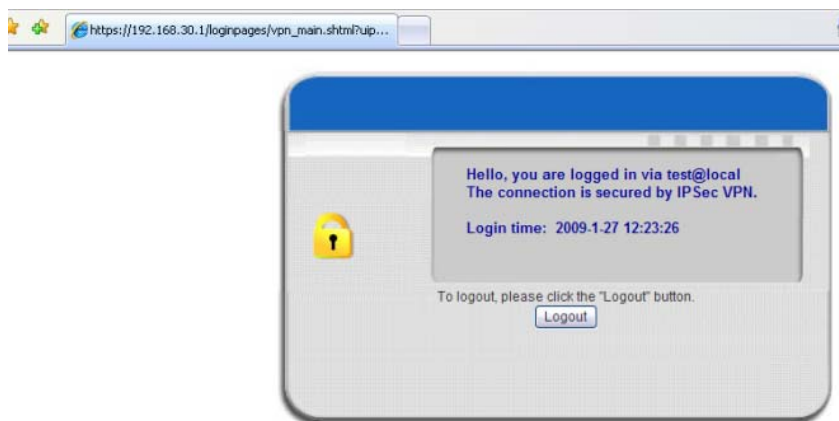 https://192.168.30.1/loginpages/vpn_main.shtml?uip...
Hello, you are logged in via test@local
The connection is secured by IPSec VPN.
Login time: 2009-1-27 12:23:26
To logout, please click the "Logout" button.
Logout